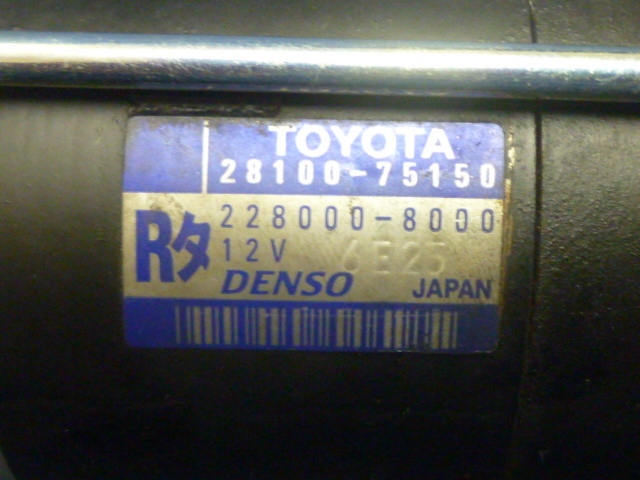 TOYOTA
28100-75150
Rタ
228000-8000
12V 6E25
DENSO JAPAN